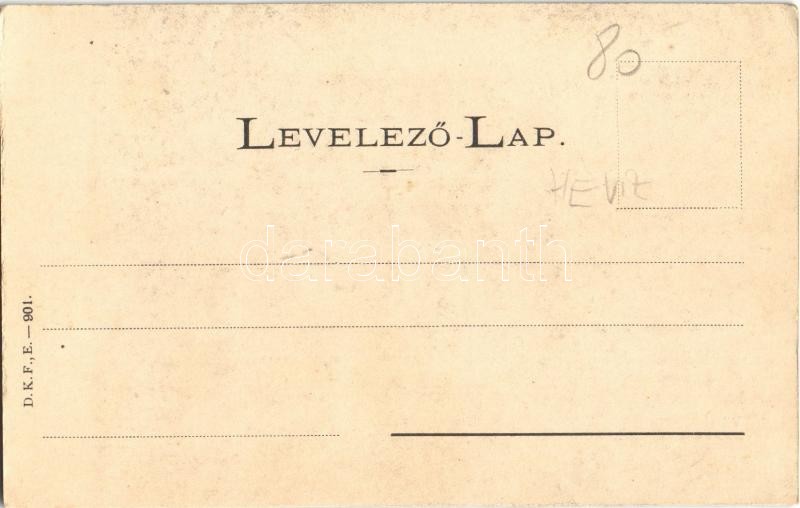 80
LEVELEZŐ-LAP.
HEVIZ
darabanth
D. K. F., E. — 901.